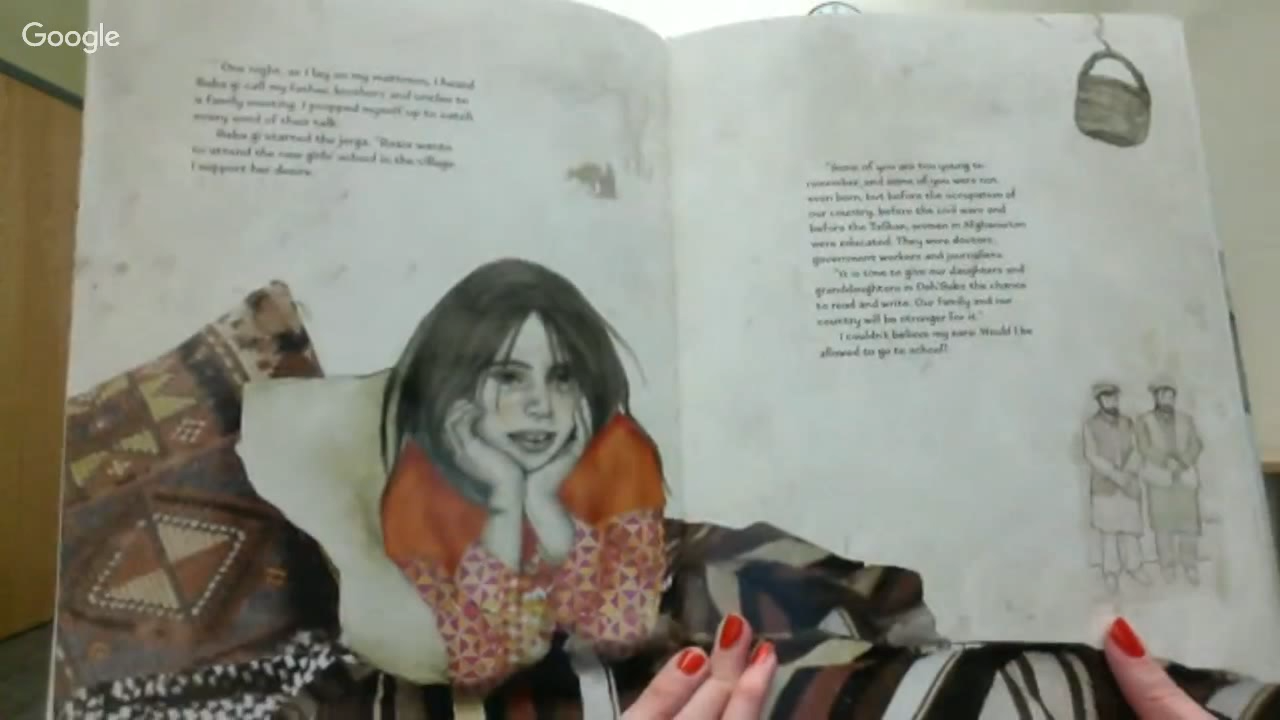 Google
One night, as I lay on my mattress, I heard
Baba gi call my father, brothers and uncles to
a family meeting. I propped myself up to catch
every word of their talk.
Baba gi started the jerga. "Razia wants
to attend the new girls' school in the village.
I support her desire.
"Some of you are too young to
remember, and some of you were not
even born, but before the occupation of
our country, before the civil wars and
before the Taliban, women in Afghanistan
were educated. They were doctors,
government workers and journalists.
"It is time to give our daughters and
granddaughters in Deh'Subz the chance
to read and write. Our family and our
country will be stronger for it."
I couldn't believe my ears. Would I be
allowed to go to school?